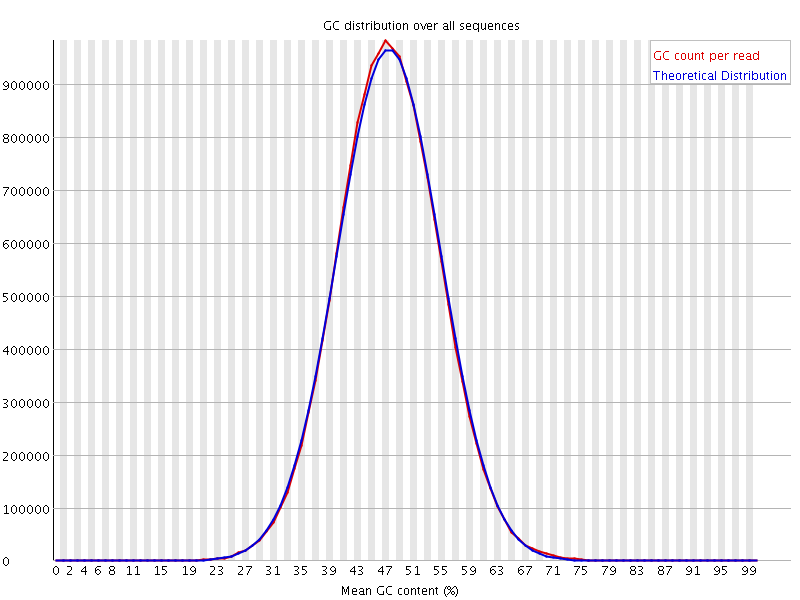 GC distribution over all sequences
GC count per read
Theoretical Distribution
900000
800000
700000
600000
500000
400000
300000
200000
100000
0
0 2 4 6 8 11 15 19 23 27 31 35 39 43 47 51 55 59 63 67 71 75 79 83 87 91 95 99
Mean GC content (%)